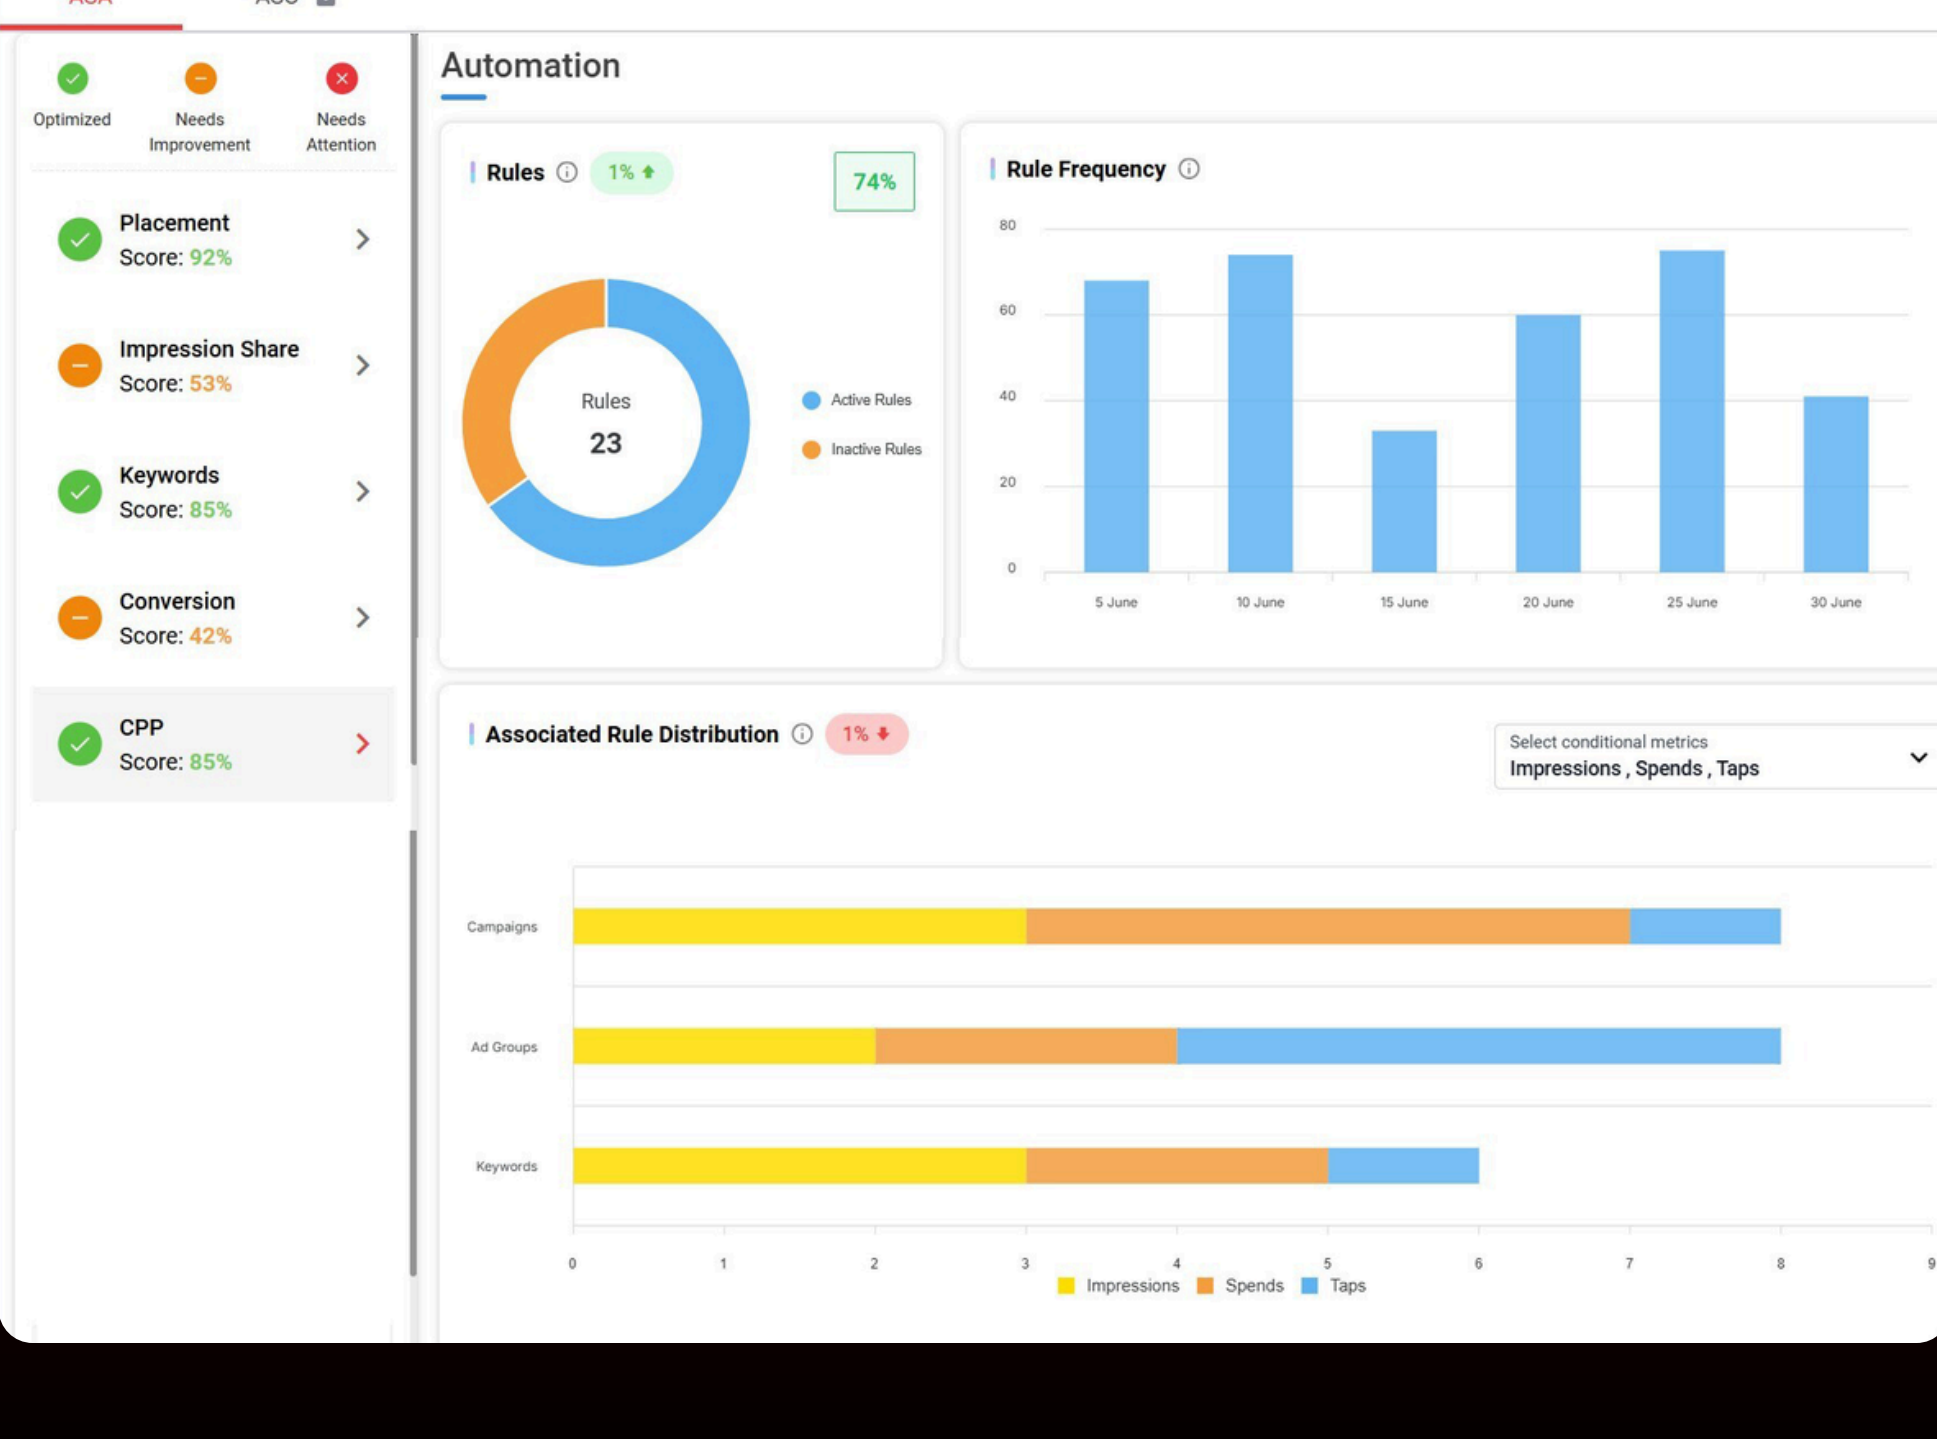 Optimized
Needs
Improvement
Needs
Attention
Placement
Score: 92%
Impression Share
Score: 53%
Keywords
Score: 85%
Conversion
Score: 42%
CPP
Score: 85%
Automation
Rules
1%
74%
Rules
23
Active Rules
Inactive Rules
Rule Frequency
80
60
40
20
0
5 June
10 June
15 June
20 June
25 June
30 June
Associated Rule Distribution
1%
Select conditional metrics
Impressions , Spends , Taps
Campaigns
Ad Groups
Keywords
0 1 2 3 4 5 6 7 8 9
Impressions Spends Taps